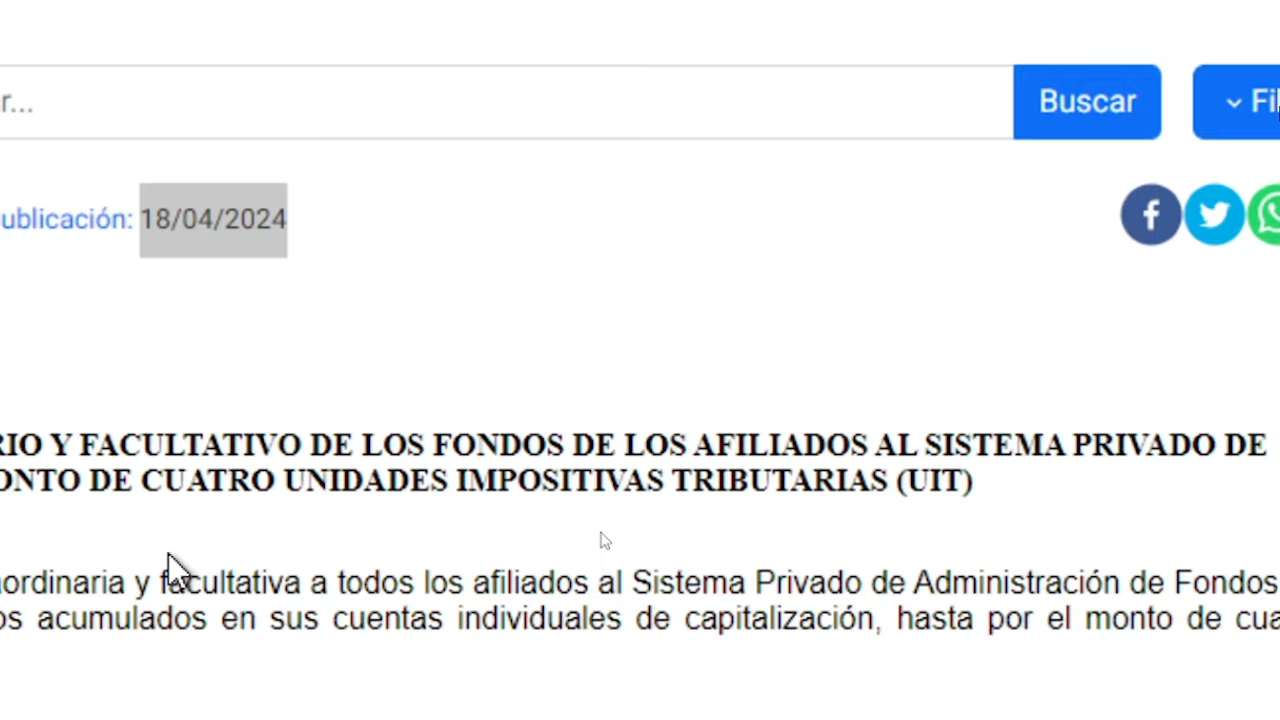 r...
Buscar
Fil
ublicación: 18/04/2024
RIO Y FACULTATIVO DE LOS FONDOS DE LOS AFILIADOS AL SISTEMA PRIVADO DE
ONTO DE CUATRO UNIDADES IMPOSITIVAS TRIBUTARIAS (UIT)
ordinaria y facultativa a todos los afiliados al Sistema Privado de Administración de Fondos
os acumulados en sus cuentas individuales de capitalización, hasta por el monto de cua